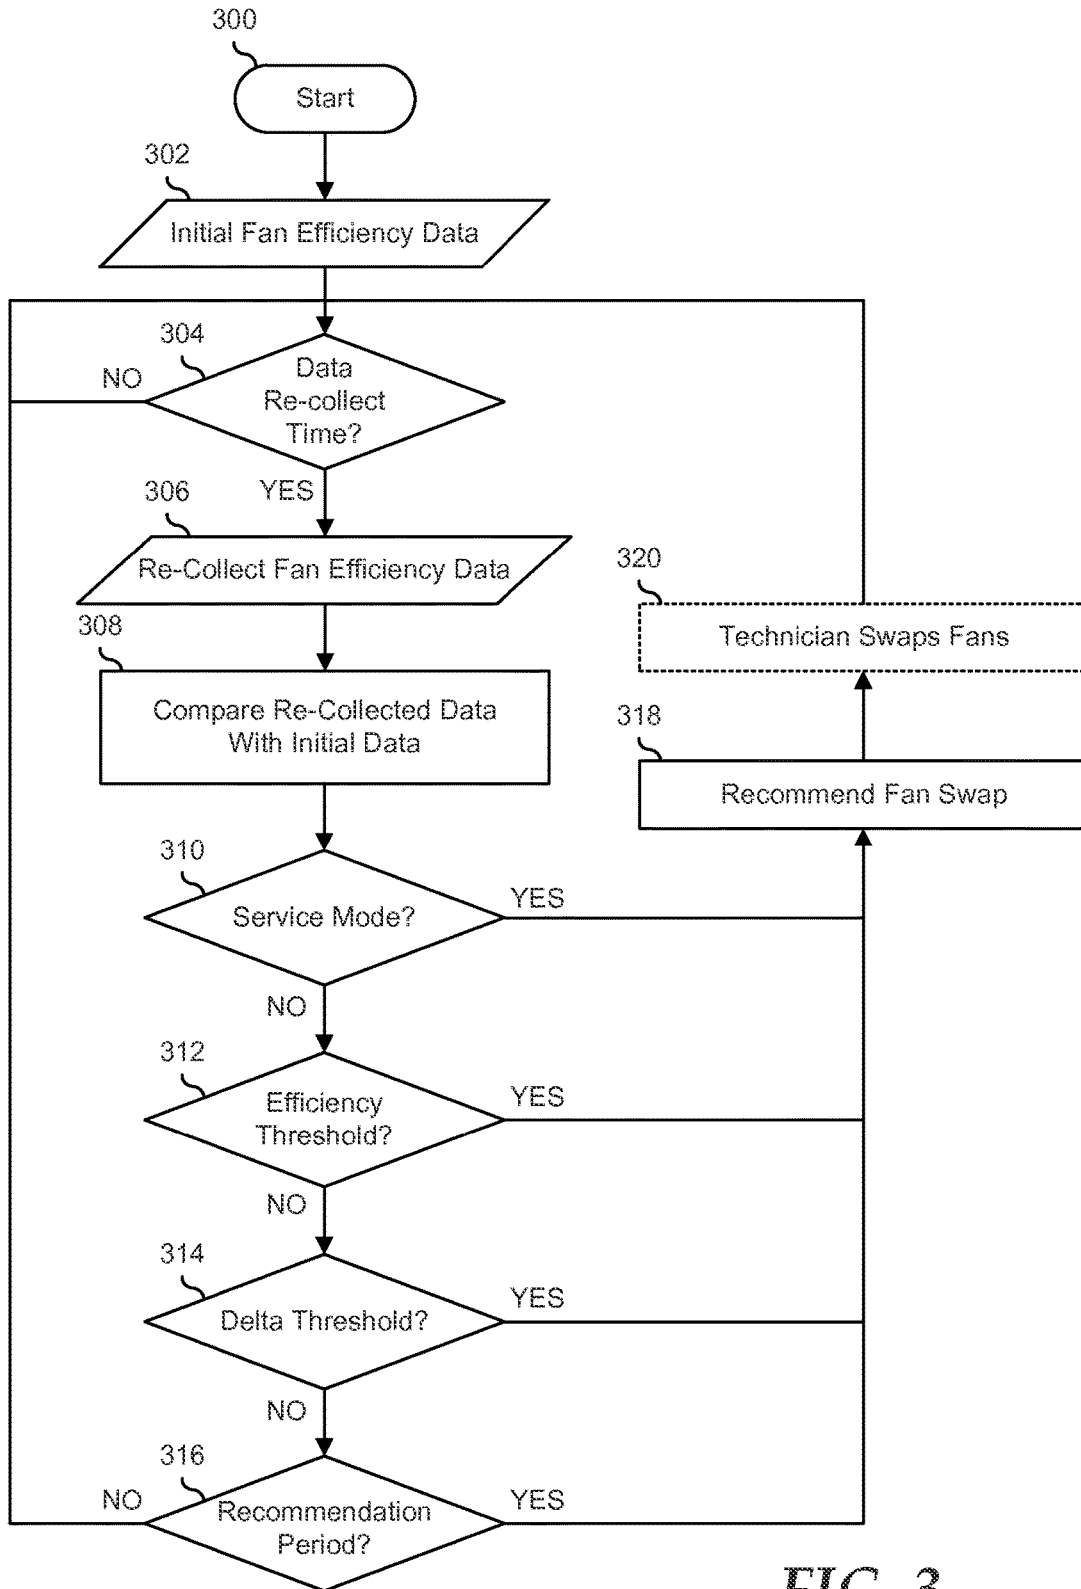 300
Start
302
Initial Fan Efficiency Data
304
NO
Data
Re-collect
Time?
YES
306
Re-Collect Fan Efficiency Data
308
Compare Re-Collected Data
With Initial Data
320
Technician Swaps Fans
318
Recommend Fan Swap
310
Service Mode?
YES
NO
312
Efficiency
Threshold?
YES
NO
314
Delta Threshold?
YES
NO
316
NO
Recommendation
Period?
YES
FIG. 3